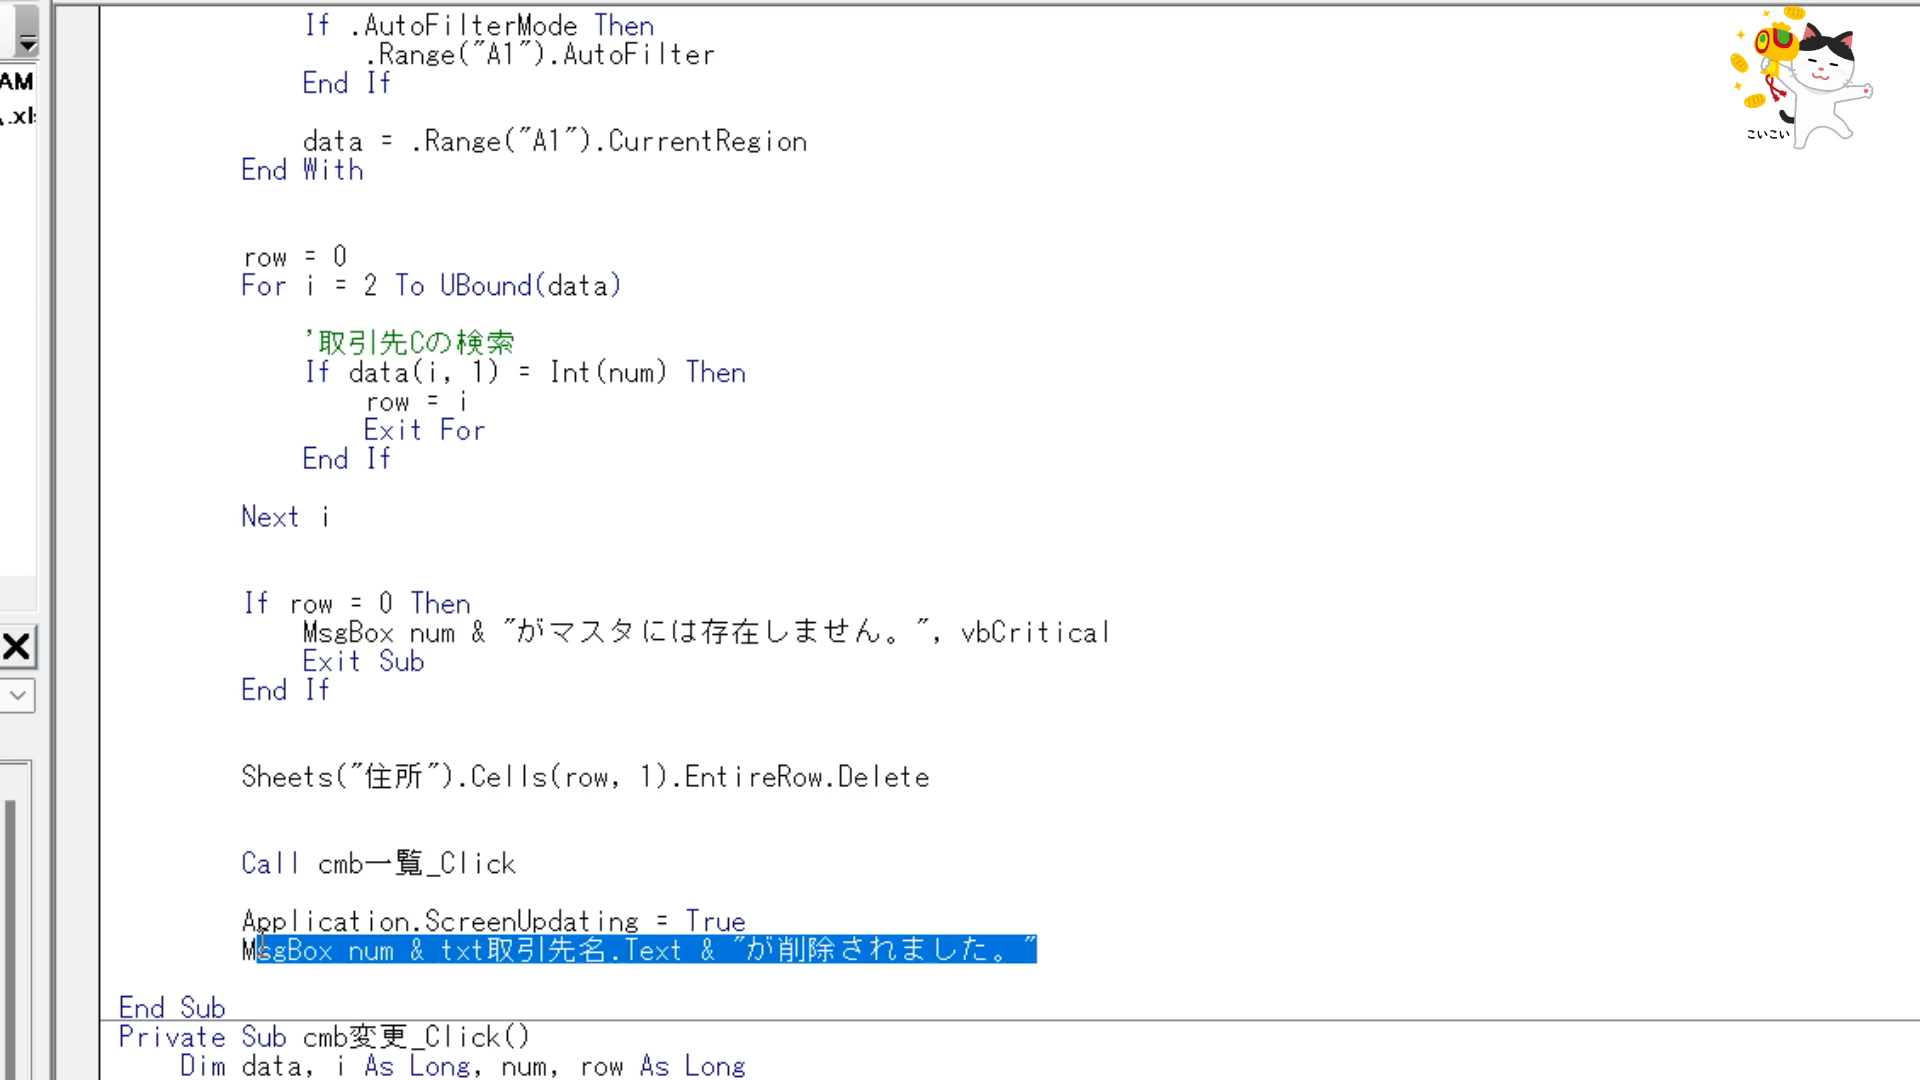 If .AutoFilterMode Then
.Range("A1").AutoFilter
End If
data = .Range("A1").CurrentRegion
End With
row = 0
For i = 2 To UBound(data)
'取引先Cの検索
If data(i, 1) = Int(num) Then
row = i
Exit For
End If
Next i
If row = 0 Then
MsgBox num & "がマスタには存在しません。", vbCritical
Exit Sub
End If
Sheets("住所").Cells(row, 1).EntireRow.Delete
Call cmb一覧_Click
Application.ScreenUpdating = True
MsgBox num & txt取引先名.Text & "が削除されました。"
End Sub
Private Sub cmb変更_Click()
Dim data, i As Long, num, row As Long
AM
.xl
こいこい